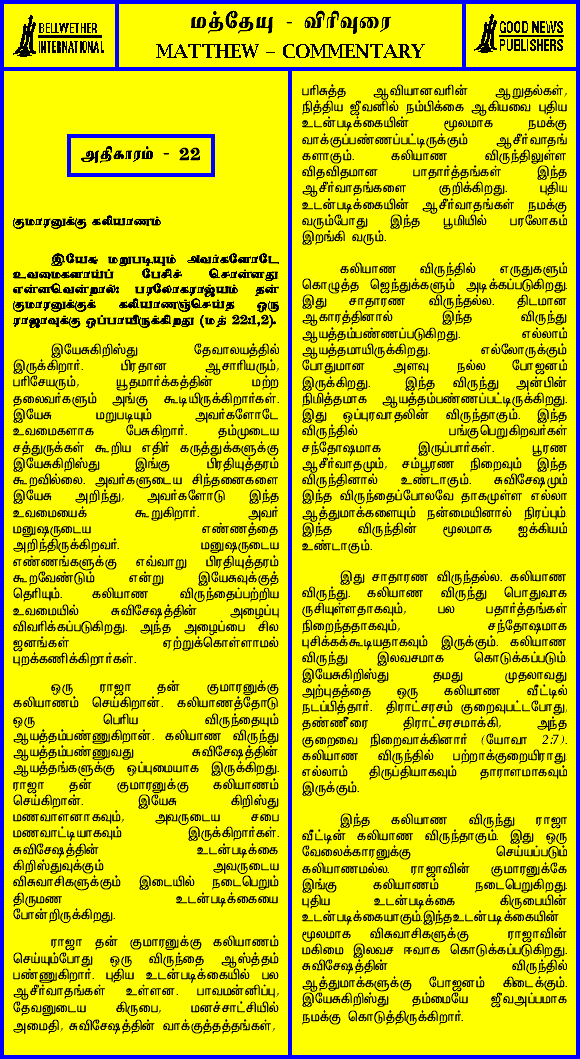 BELLWETHER
INTERNATIONAL
மத்தேயு - விரிவுரை
MATTHEW – COMMENTARY
GOOD NEWS
PUBLISHERS
அதிகாரம் - 22
குமாரனுக்கு கலியாணம்
இயேசு மறுபடியும் அவர்களோடே
உவமைகளாய்ப் பேசிச் சொன்னது
என்னவென்றால்: பரலோகராஜ்யம் தன்
குமாரனுக்குக் கலியாணஞ்செய்த ஒரு
ராஜாவுக்கு ஒப்பாயிருக்கிறது (மத் 22:1,2).
இயேசுகிறிஸ்து தேவாலயத்தில்
இருக்கிறார். பிரதான ஆசாரியரும்,
பரிசேயரும், யூதமார்க்கத்தின் மற்ற
தலைவர்களும் அங்கு கூடியிருக்கிறார்கள்.
இயேசு மறுபடியும் அவர்களோடே
உவமைகளாக பேசுகிறார். தம்முடைய
சத்துருக்கள் கூறிய எதிர் கருத்துக்களுக்கு
இயேசுகிறிஸ்து இங்கு பிரதியுத்தரம்
கூறவில்லை. அவர்களுடைய சிந்தனைகளை
இயேசு அறிந்து, அவர்களோடு இந்த
உவமையைக் கூறுகிறார். அவர்
மனுஷருடைய எண்ணத்தை
அறிந்திருக்கிறவர். மனுஷருடைய
எண்ணங்களுக்கு எவ்வாறு பிரதியுத்தரம்
கூறவேண்டும் என்று இயேசுவுக்குத்
தெரியும். கலியாண விருந்தைப்பற்றிய
உவமையில் சுவிசேஷத்தின் அழைப்பு
விவரிக்கப்படுகிறது. அந்த அழைப்பை சில
ஜனங்கள் ஏற்றுக்கொள்ளாமல்
புறக்கணிக்கிறார்கள்.
ஒரு ராஜா தன் குமாரனுக்கு
கலியாணம் செய்கிறான். கலியாணத்தோடு
ஒரு பெரிய விருந்தையும்
ஆயத்தம்பண்ணுகிறான். கலியாண விருந்து
ஆயத்தம்பண்ணுவது சுவிசேஷத்தின்
ஆயத்தங்களுக்கு ஒப்புமையாக இருக்கிறது.
ராஜா தன் குமாரனுக்கு கலியாணம்
செய்கிறான். இயேசு கிறிஸ்து
மணவாளனாகவும், அவருடைய சபை
மணவாட்டியாகவும் இருக்கிறார்கள்.
சுவிசேஷத்தின் உடன்படிக்கை
கிறிஸ்துவுக்கும் அவருடைய
விசுவாசிகளுக்கும் இடையில் நடைபெறும்
திருமண உடன்படிக்கையை
போன்றிருக்கிறது.
ராஜா தன் குமாரனுக்கு கலியாணம்
செய்யும்போது ஒரு விருந்தை ஆஸ்த்தம்
பண்ணுகிறார். புதிய உடன்படிக்கையில் பல
ஆசீர்வாதங்கள் உள்ளன. பாவமன்னிப்பு,
தேவனுடைய கிருபை, மனச்சாட்சியில்
அமைதி, சுவிசேஷத்தின் வாக்குத்தத்தங்கள்,
பரிசுத்த ஆவியானவரின் ஆறுதல்கள்,
நித்திய ஜீவனில் நம்பிக்கை ஆகியவை புதிய
உடன்படிக்கையின் மூலமாக நமக்கு
வாக்குப்பண்ணப்பட்டிருக்கும் ஆசீர்வாதங்
களாகும். கலியாண விருந்திலுள்ள
விதவிதமான பாதார்த்தங்கள் இந்த
ஆசீர்வாதங்களை குறிக்கிறது. புதிய
உடன்படிக்கையின் ஆசீர்வாதங்கள் நமக்கு
வரும்போது இந்த பூமியில் பரலோகம்
இறங்கி வரும்.
கலியாண விருந்தில் எருதுகளும்
கொழுத்த ஜெந்துக்களும் அடிக்கப்படுகிறது.
இது சாதாரண விருந்தல்ல. திடமான
ஆகாரத்தினால் இந்த விருந்து
ஆயத்தம்பண்ணப்படுகிறது. எல்லாம்
ஆயத்தமாயிருக்கிறது. எல்லோருக்கும்
போதுமான அளவு நல்ல போஜனம்
இருக்கிறது. இந்த விருந்து அன்பின்
நிமித்தமாக ஆயத்தம்பண்ணப்பட்டிருக்கிறது.
இது ஒப்புரவாதலின் விருந்தாகும். இந்த
விருந்தில் பங்குபெறுகிறவர்கள்
சந்தோஷமாக இருப்பார்கள். பூரண
ஆசீர்வாதமும், சம்பூரண நிறைவும் இந்த
விருந்தினால் உண்டாகும். சுவிசேஷமும்
இந்த விருந்தைப்போலவே தாகமுள்ள எல்லா
ஆத்துமாக்களையும் நன்மையினால் நிரப்பும்.
இந்த விருந்தின் மூலமாக ஐக்கியம்
உண்டாகும்.
இது சாதாரண விருந்தல்ல. கலியாண
விருந்து. கலியாண விருந்து பொதுவாக
ருசியுள்ளதாகவும், பல பதார்த்தங்கள்
நிறைந்ததாகவும், சந்தோஷமாக
புசிக்கக்கூடியதாகவும் இருக்கும். கலியாண
விருந்து இலவசமாக கொடுக்கப்படும்.
இயேசுகிறிஸ்து தமது முதலாவது
அற்புதத்தை ஒரு கலியாண வீட்டில்
நடப்பித்தார். திராட்சரசம் குறைவுபட்டபோது,
தண்ணீரை திராட்சரசமாக்கி, அந்த
குறைவை நிறைவாக்கினார் (யோவா 2:7).
கலியாண விருந்தில் பற்றாக்குறையிராது.
எல்லாம் திருப்தியாகவும் தாராளமாகவும்
இருக்கும்.
இந்த கலியாண விருந்து ராஜா
வீட்டின் கலியாண விருந்தாகும். இது ஒரு
வேலைக்காரனுக்கு செய்யப்படும்
கலியாணமல்ல. ராஜாவின் குமாரனுக்கே
இங்கு கலியாணம் நடைபெறுகிறது.
புதிய உடன்படிக்கை கிருபையின்
உடன்படிக்கையாகும்.இந்தஉடன்படிக்கையின்
மூலமாக விசுவாசிகளுக்கு ராஜாவின்
மகிமை இலவச ஈவாக கொடுக்கப்படுகிறது.
சுவிசேஷத்தின் விருந்தில்
ஆத்துமாக்களுக்கு போஜனம் கிடைக்கும்.
இயேசுகிறிஸ்து தம்மையே ஜீவஅப்பமாக
நமக்கு கொடுத்திருக்கிறார்.